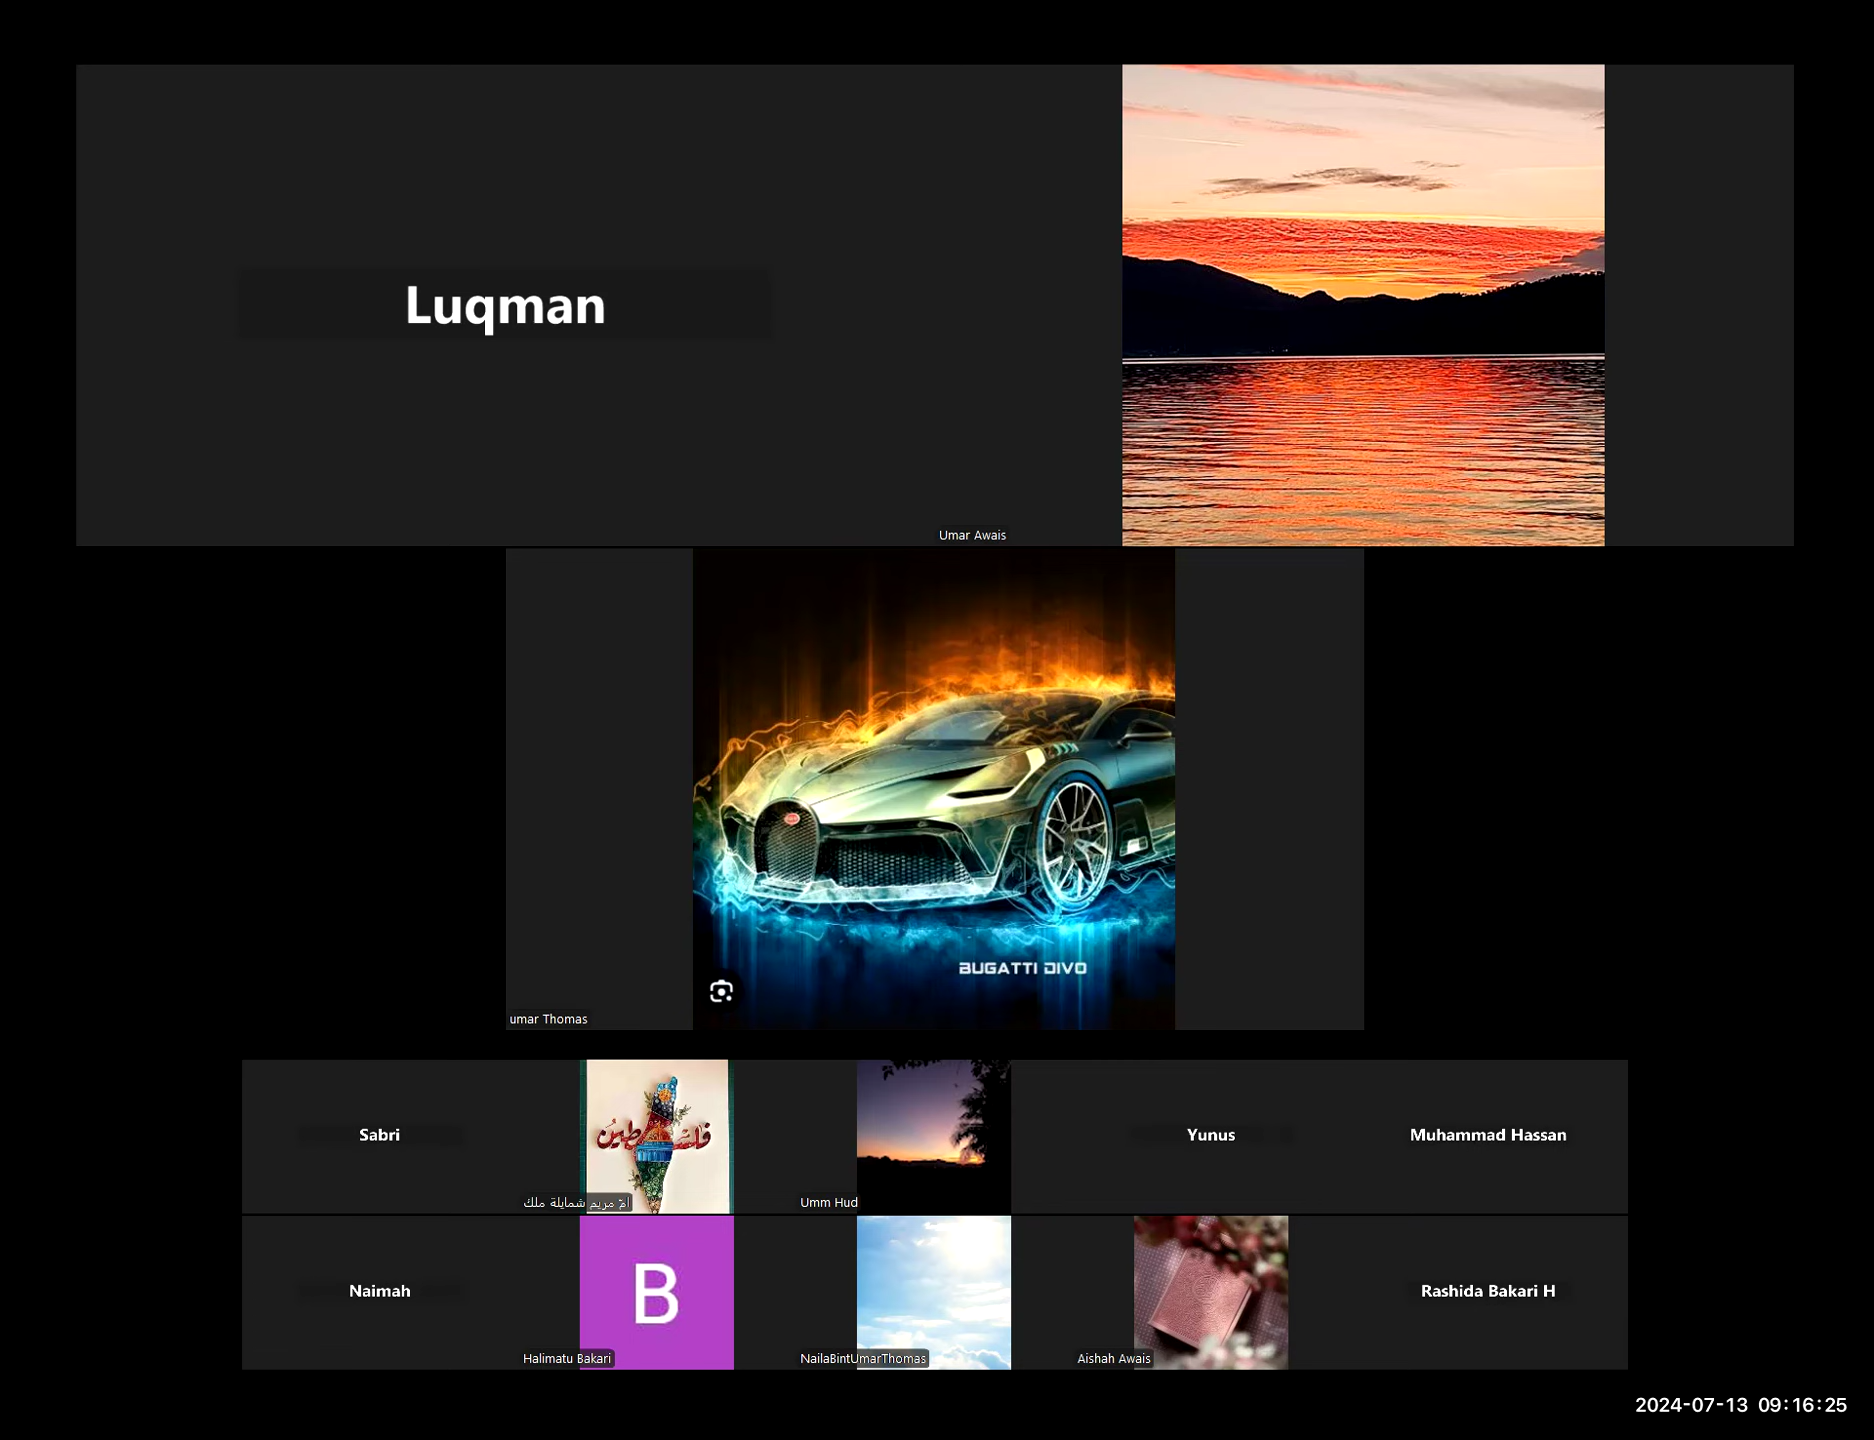 Luqman
Umar Awais
BUGATTI DIVO
umar Thomas
Sabri
فلسطين
امّ مريم شمايلة ملك
Umm Hud
Yunus
Muhammad Hassan
Naimah
B
Halimatu Bakari
NailaBintUmarThomas
Aishah Awais
Rashida Bakari H
2024-07-13 09:16:25